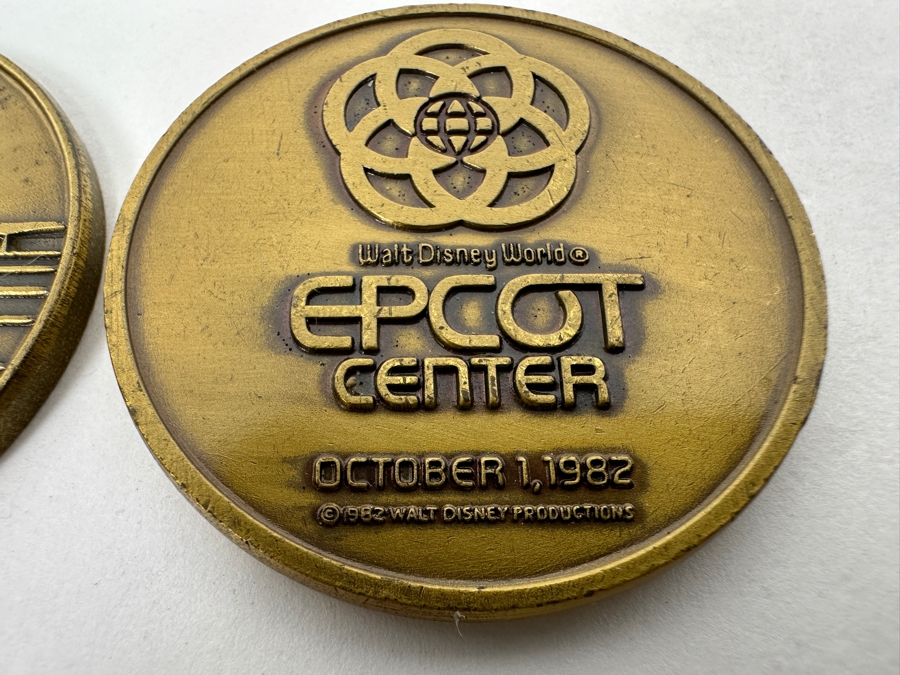 Walt Disney World®
EPCOT
CENTER
OCTOBER 1, 1982
©1982 WALT DISNEY PRODUCTIONS